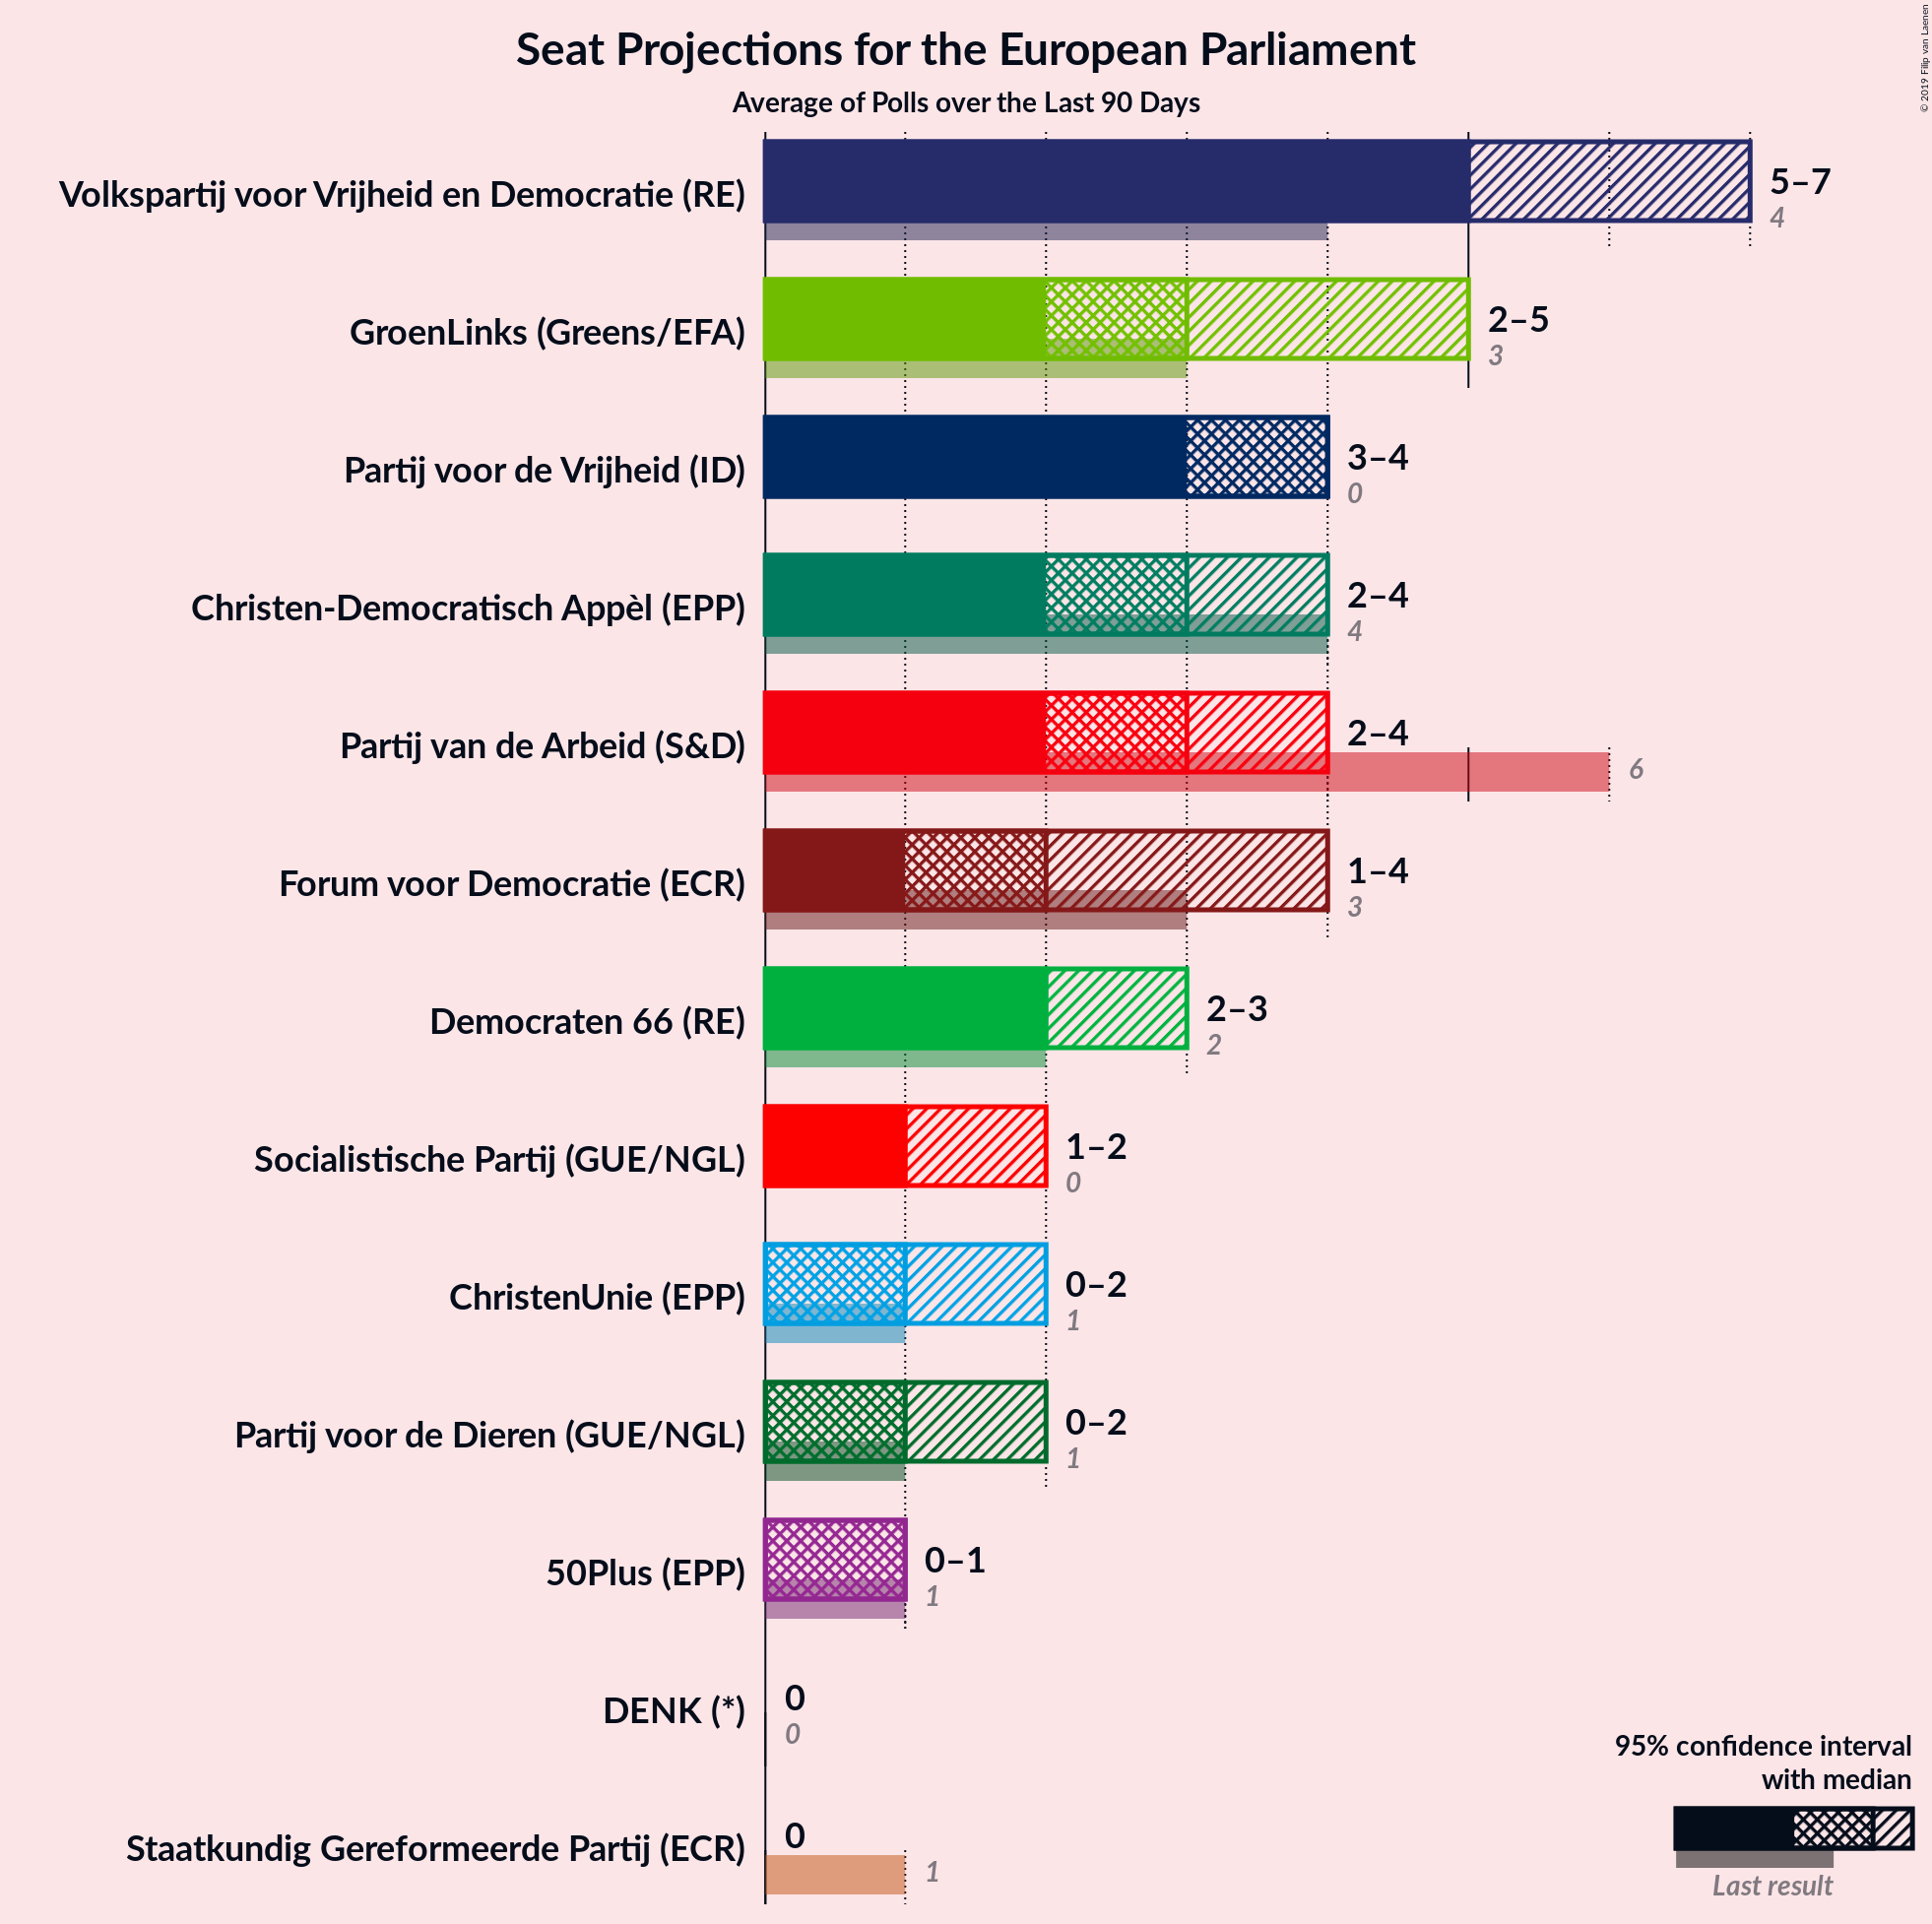 Seat Projections for the European Parliament
Average of Polls over the Last 90 Days
© 2019 Filip van Laenen
Volkspartij voor Vrijheid en Democratie (RE)
5–7
4
GroenLinks (Greens/EFA)
2–5
3
Partij voor de Vrijheid (ID)
3–4
0
Christen-Democratisch Appèl (EPP)
2–4
4
Partij van de Arbeid (S&D)
2–4
6
Forum voor Democratie (ECR)
1–4
3
Democraten 66 (RE)
2–3
2
Socialistische Partij (GUE/NGL)
1–2
0
ChristenUnie (EPP)
0–2
1
Partij voor de Dieren (GUE/NGL)
0–2
1
50Plus (EPP)
0–1
1
DENK (*)
0
0
Staatkundig Gereformeerde Partij (ECR)
0
1
95% confidence interval
with median
Last result